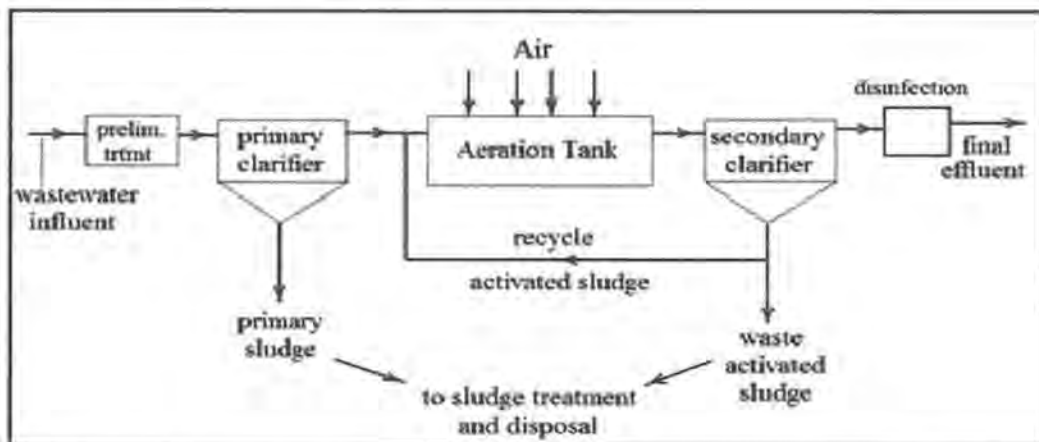 Air
disinfection
prelim.
trtmnt
primary
clarifier
Aeration Tank
secondary
clarifier
final
effluent
wastewater
influent
recycle
activated sludge
primary
sludge
waste
activated
sludge
to sludge treatment
and disposal